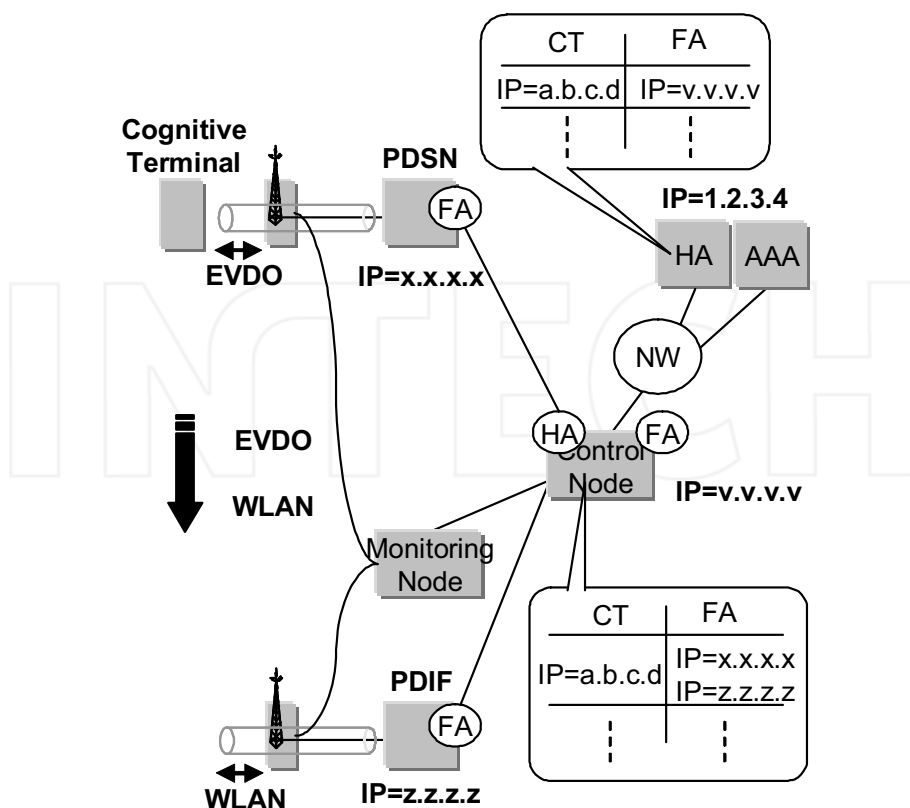 CT FA
IP=a.b.c.d IP=v.v.v.v
Cognitive
Terminal
PDSN
FA
IP=1.2.3.4
HA AAA
EVDO
IP=x.x.x.x
NW
INTECH
HA FA
Control
Node
IP=v.v.v.v
EVDO
WLAN
Monitoring
Node
CT FA
IP=a.b.c.d IP=x.x.x.x
IP=z.z.z.z
PDIF
FA
WLAN
IP=z.z.z.z